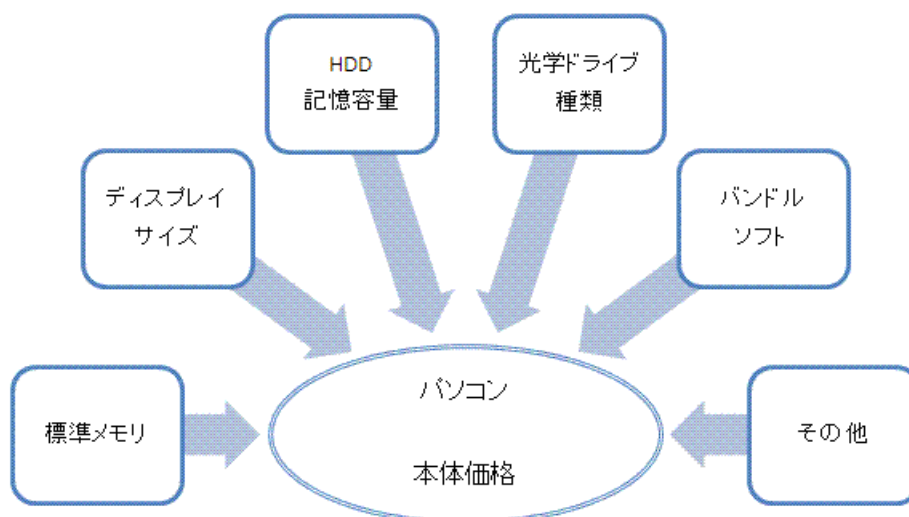 HDD
記憶容量
光学ドライブ
種類
ディスプレイ
サイズ
バンドル
ソフト
標準メモリ
パソコン
本体価格
その他